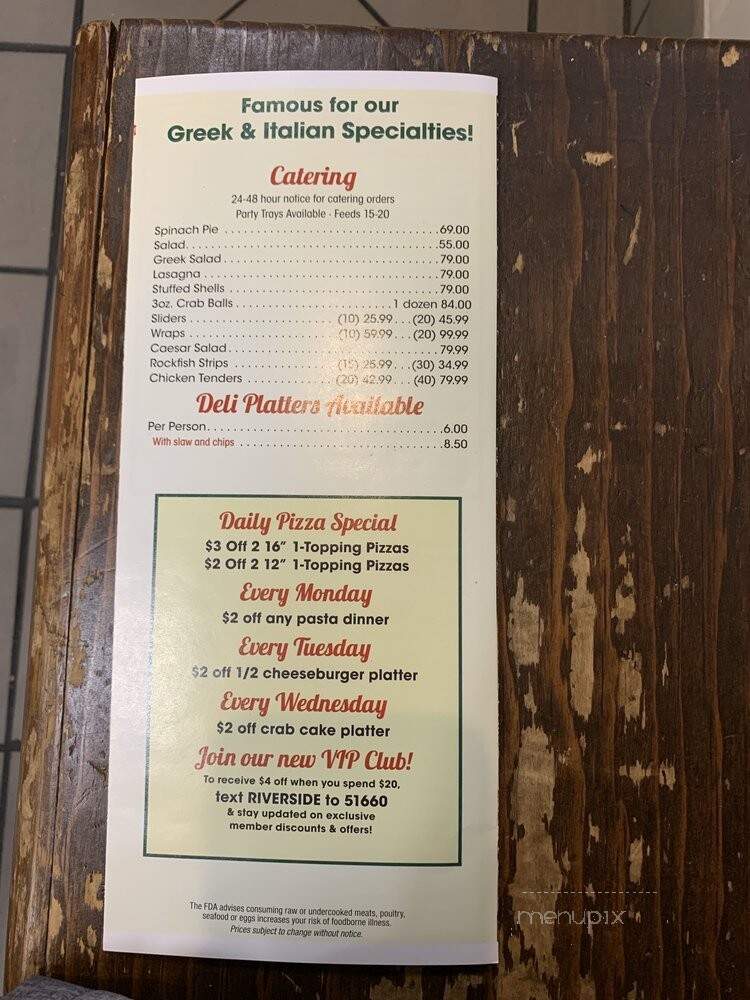 Famous for our
Greek & Italian Specialties!
Catering
24-48 hour notice for catering orders
Party Trays Available - Feeds 15-20
Spinach Pie ........................................ 69.00
Salad ........................................ 55.00
Greek Salad ........................................ 79.00
Lasagna ........................................ 79.00
Stuffed Shells ........................................ 79.00
3oz. Crab Balls ............................ 1 dozen 84.00
Sliders .......................... (10) 25.99 ... (20) 45.99
Wraps .......................... (10) 59.99 ... (20) 99.99
Caesar Salad ........................................ 79.99
Rockfish Strips .................... (15) 25.99 ... (30) 34.99
Chicken Tenders ................ (20) 42.99 ... (40) 79.99
Deli Platters Available
Per Person ........................................ 6.00
With slaw and chips ........................................ 8.50
Daily Pizza Special
$3 Off 2 16" 1-Topping Pizzas
$2 Off 2 12" 1-Topping Pizzas
Every Monday
$2 off any pasta dinner
Every Tuesday
$2 off 1/2 cheeseburger platter
Every Wednesday
$2 off crab cake platter
Join our new VIP Club!
To receive $4 off when you spend $20,
text RIVERSIDE to 51660
& stay updated on exclusive
member discounts & offers!
The FDA advises consuming raw or undercooked meats, poultry,
seafood or eggs increases your risk of foodborne illness.
Prices subject to change without notice.
menupix